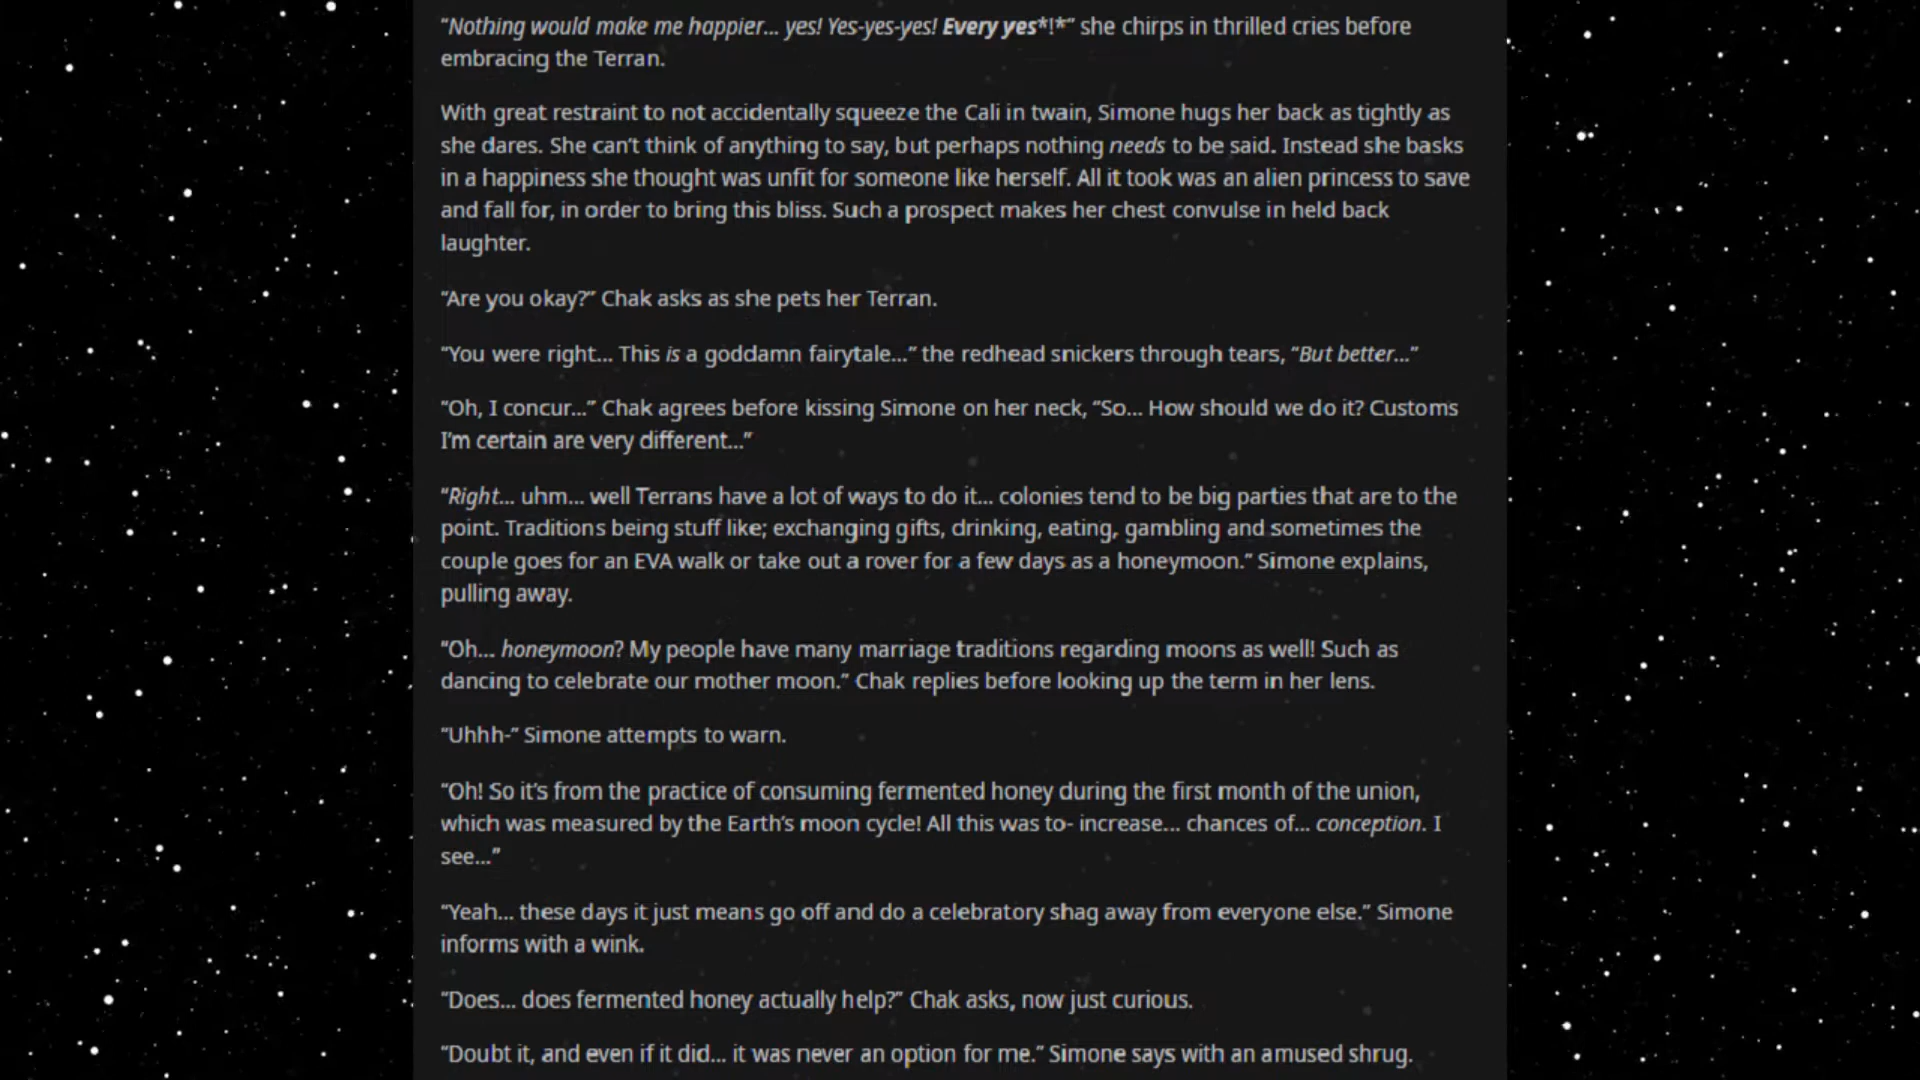 “Nothing would make me happier... yes! Yes-yes-yes! Every yes*!*” she chirps in thrilled cries before
embracing the Terran.
With great restraint to not accidentally squeeze the Cali in twain, Simone hugs her back as tightly as
she dares. She can’t think of anything to say, but perhaps nothing needs to be said. Instead she basks
in a happiness she thought was unfit for someone like herself. All it took was an alien princess to save
and fall for, in order to bring this bliss. Such a prospect makes her chest convulse in held back
laughter.
“Are you okay?” Chak asks as she pets her Terran.
“You were right... This is a goddamn fairytale...” the redhead snickers through tears, “But better...”
“Oh, I concur...” Chak agrees before kissing Simone on her neck, “So... How should we do it? Customs
I’m certain are very different...”
“Right... uhm... well Terrans have a lot of ways to do it... colonies tend to be big parties that are to the
point. Traditions being stuff like; exchanging gifts, drinking, eating, gambling and sometimes the
couple goes for an EVA walk or take out a rover for a few days as a honeymoon.” Simone explains,
pulling away.
“Oh... honeymoon? My people have many marriage traditions regarding moons as well! Such as
dancing to celebrate our mother moon.” Chak replies before looking up the term in her lens.
“Uhhh-” Simone attempts to warn.
“Oh! So it’s from the practice of consuming fermented honey during the first month of the union,
which was measured by the Earth’s moon cycle! All this was to- increase... chances of... conception. I
see...”
“Yeah... these days it just means go off and do a celebratory shag away from everyone else.” Simone
informs with a wink.
“Does... does fermented honey actually help?” Chak asks, now just curious.
“Doubt it, and even if it did... it was never an option for me.” Simone says with an amused shrug.